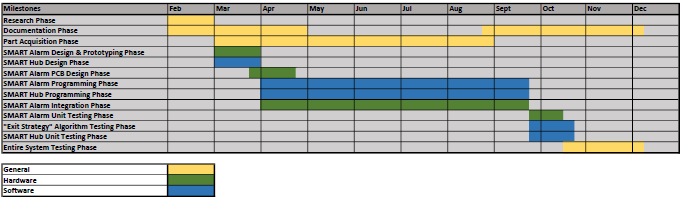 Milestones Feb Mar Apr May Jun Jul Aug Sept Oct Nov Dec
Research Phase
Documentation Phase
Part Acquisition Phase
SMART Alarm Design & Prototyping Phase
SMART Hub Design Phase
SMART Alarm PCB Design Phase
SMART Alarm Programming Phase
SMART Hub Programming Phase
SMART Alarm Integration Phase
SMART Alarm Unit Testing Phase
"Exit Strategy" Algorithm Testing Phase
SMART Hub Unit Testing Phase
Entire System Testing Phase
General
Hardware
Software